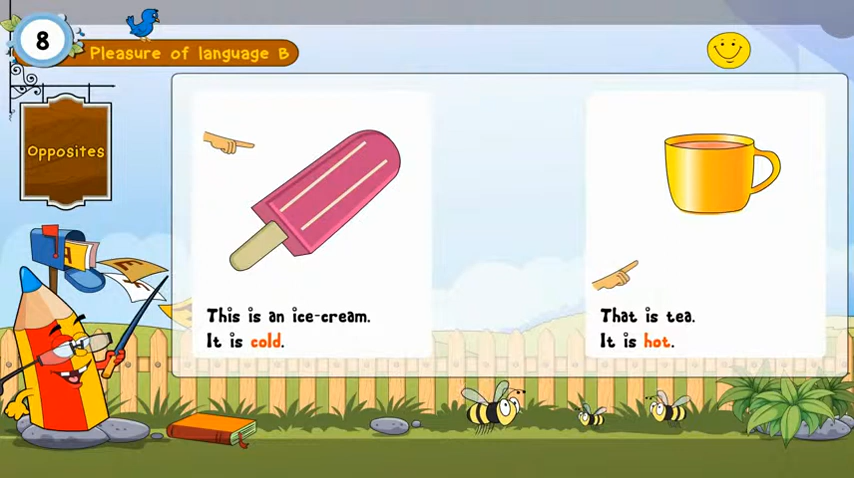 8
Pleasure of language B
Opposites
This is an ice-cream.
It is cold.
That is tea.
It is hot.
A
E
F